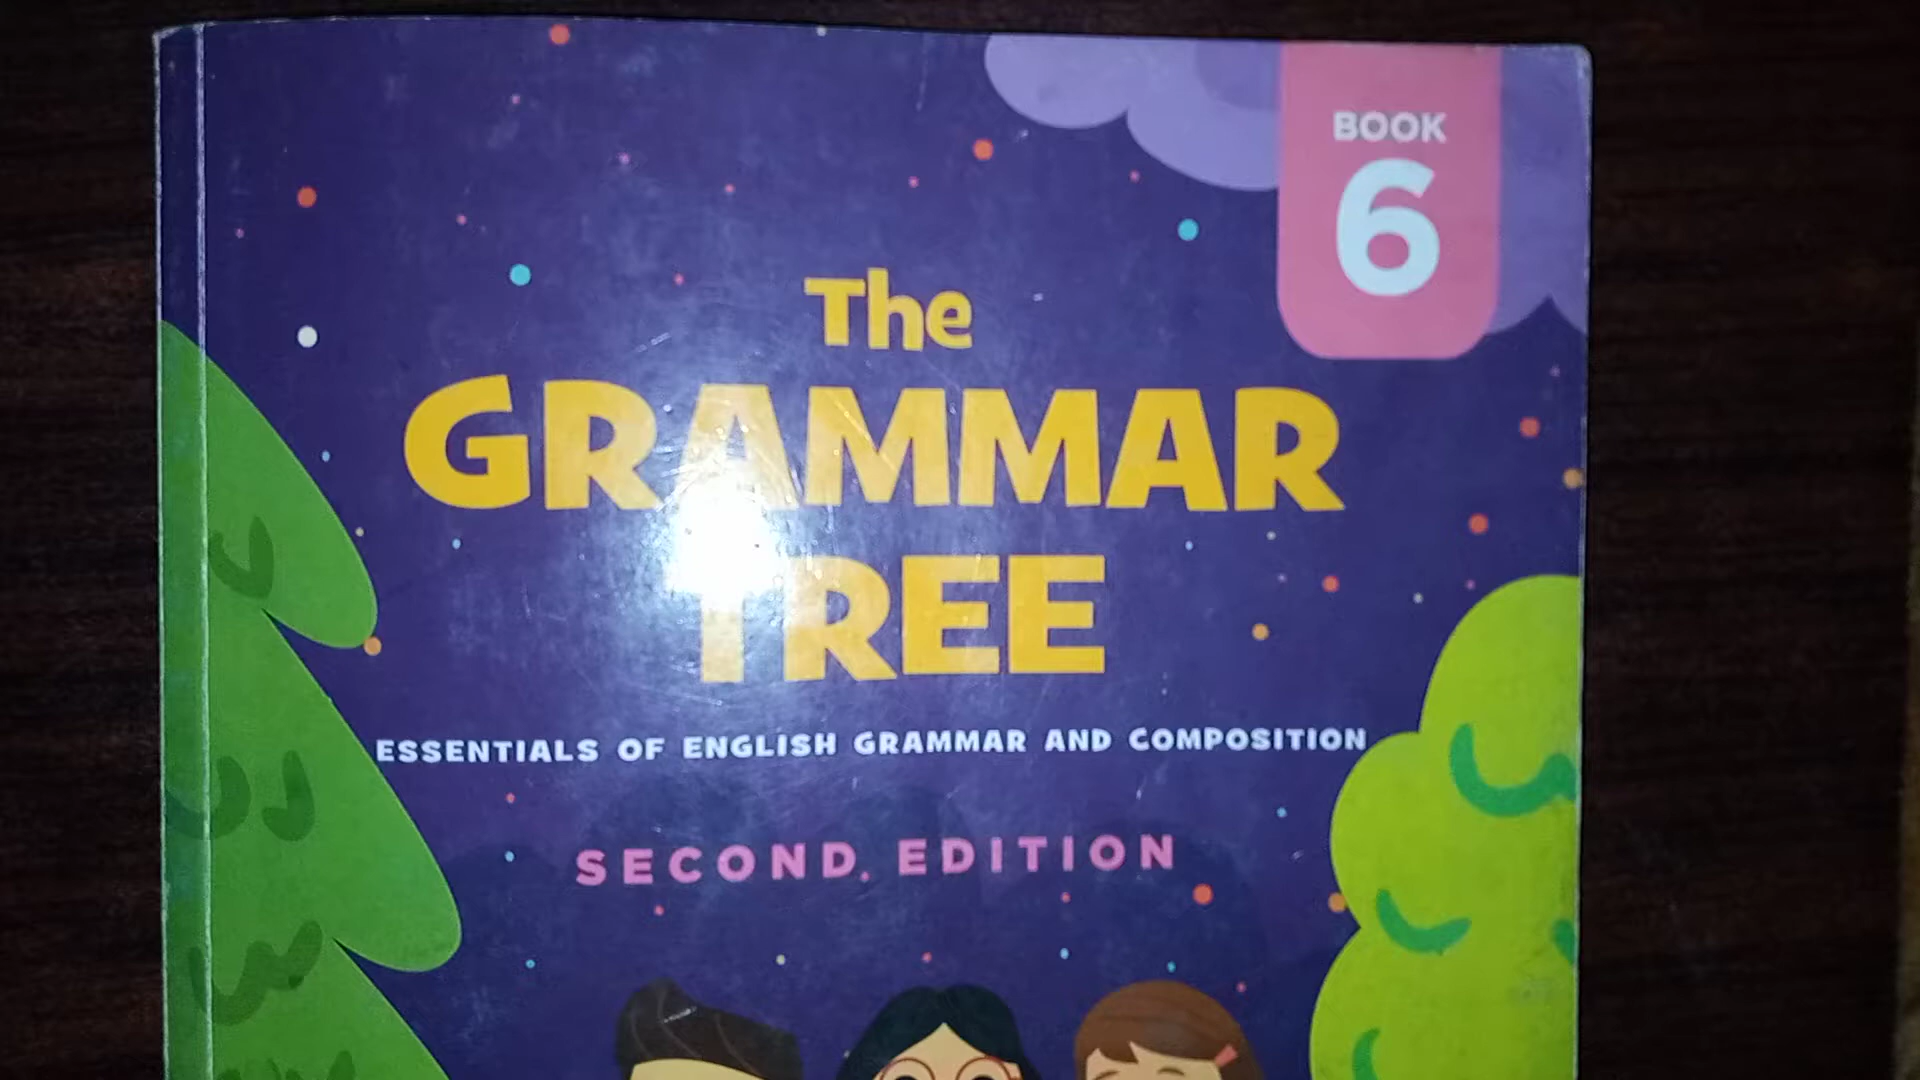 BOOK
6
The
GRAMMAR
TREE
ESSENTIALS OF ENGLISH GRAMMAR AND COMPOSITION
SECOND EDITION